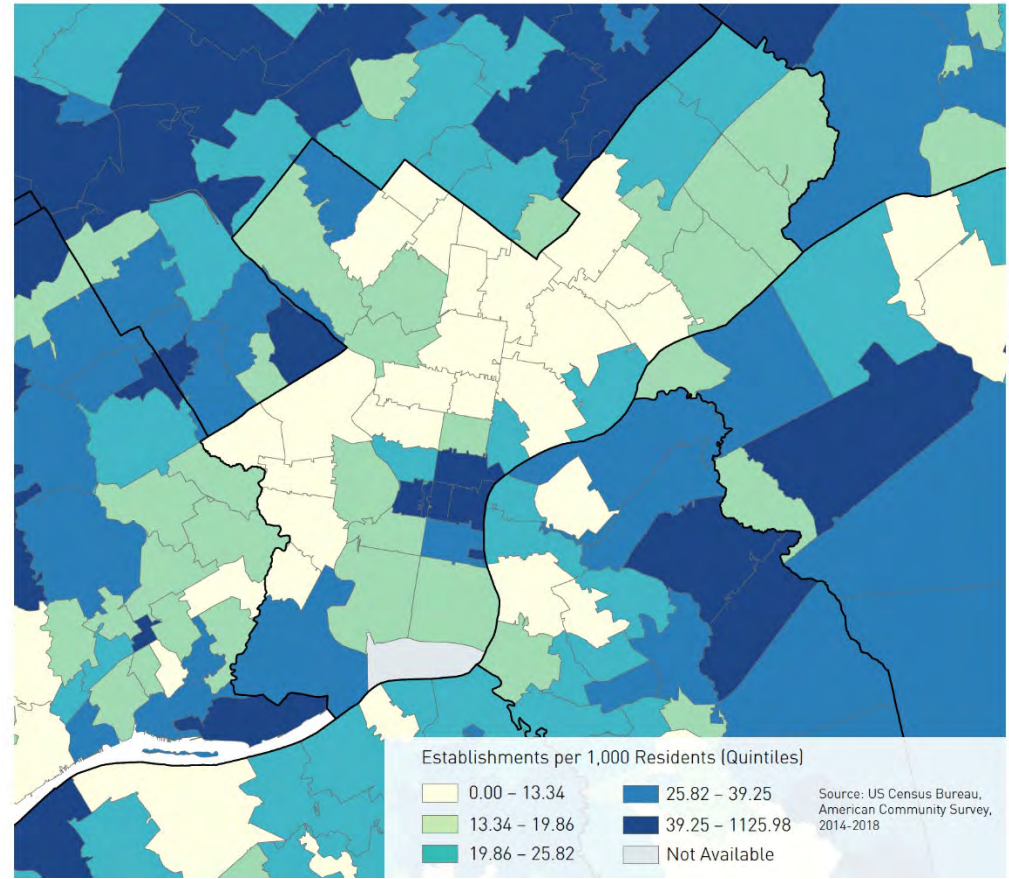 Establishments per 1,000 Residents (Quintiles)
0.00 – 13.34
13.34 – 19.86
19.86 – 25.82
25.82 – 39.25
39.25 – 1125.98
Not Available
Source: US Census Bureau,
American Community Survey,
2014-2018